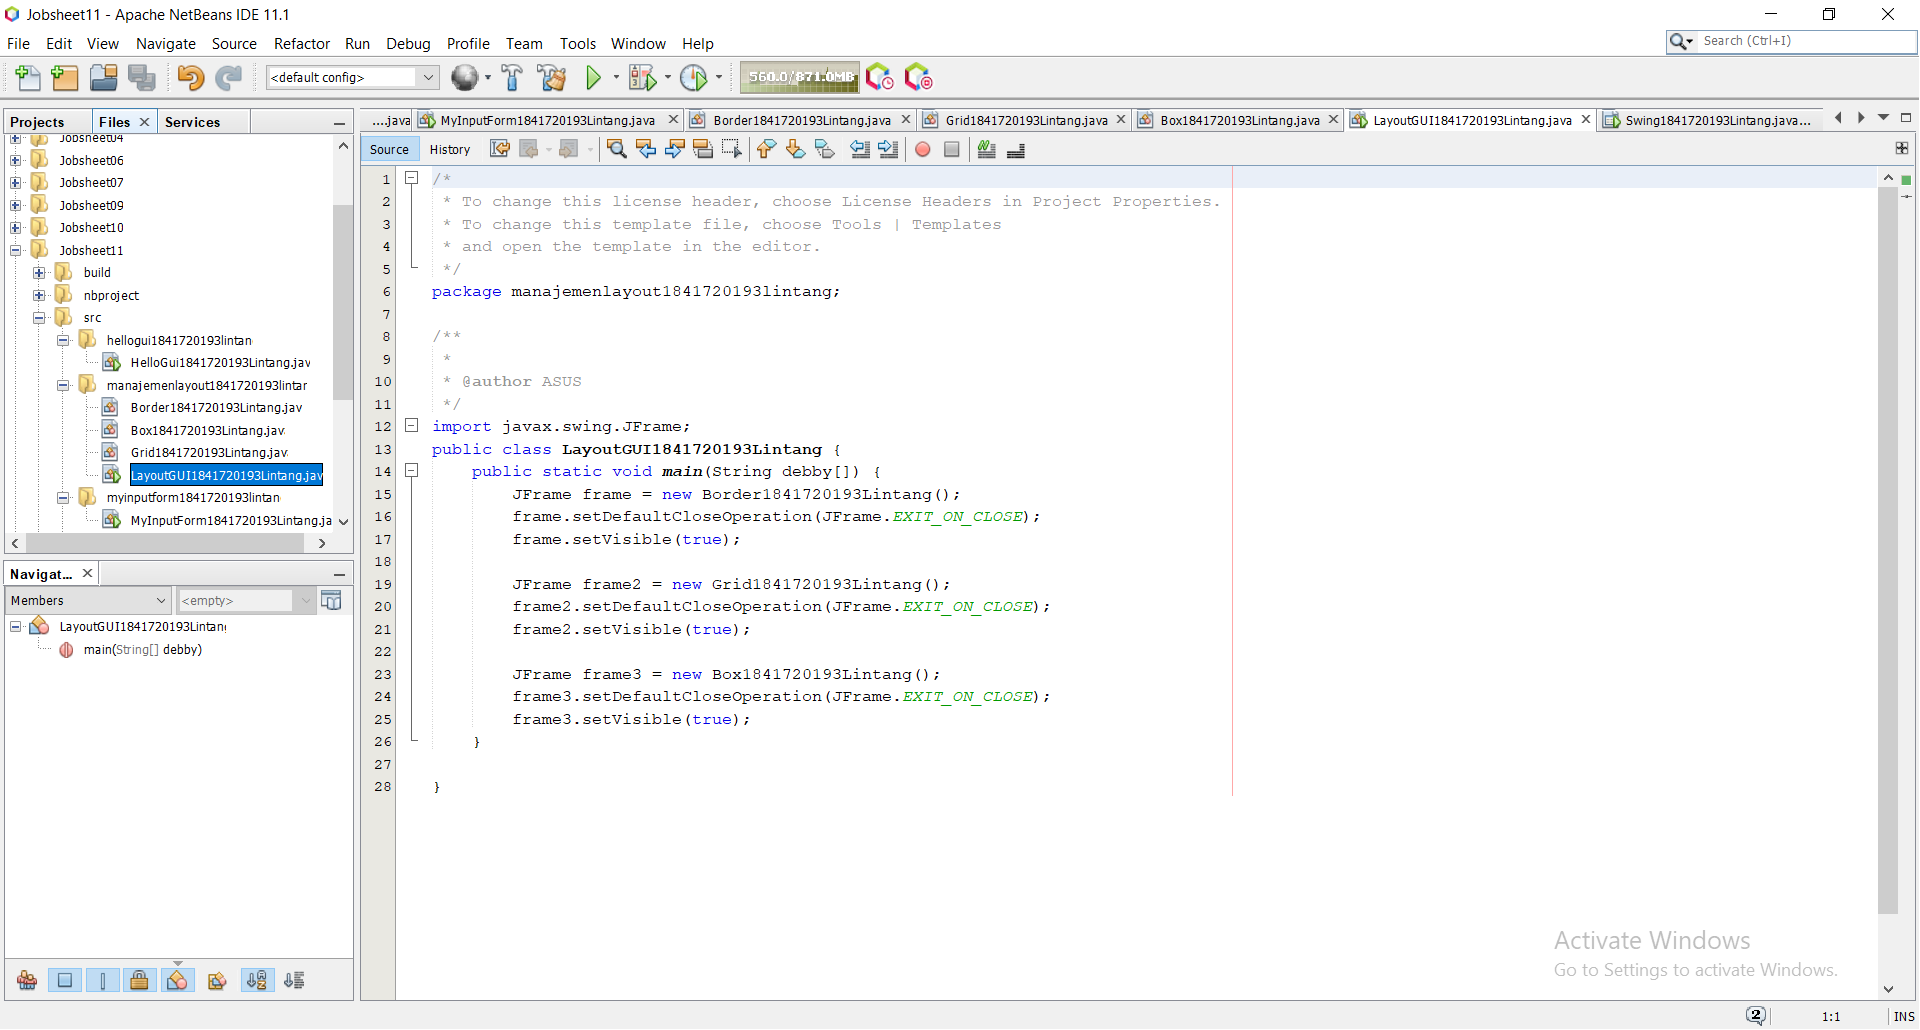 Jobsheet11 - Apache NetBeans IDE 11.1
File Edit View Navigate Source Refactor Run Debug Profile Team Tools Window Help
Search (Ctrl+I)
<default config>
560.0/871.0MB
Projects Files Services
Jobsheet04
Jobsheet06
Jobsheet07
Jobsheet09
Jobsheet10
Jobsheet11
build
nbproject
src
hellogui1841720193lintan
HelloGui1841720193Lintang.jav
manajemenlayout1841720193lintar
Border1841720193Lintang.jav
Box1841720193Lintang.jav
Grid1841720193Lintang.jav
LayoutGUI1841720193Lintang.jav
myinputform1841720193lintan
MyInputForm1841720193Lintang.ja
Navigat...
Members
<empty>
LayoutGUI1841720193Lintang
main(String[] debby)
....java MyInputForm1841720193Lintang.java Border1841720193Lintang.java Grid1841720193Lintang.java Box1841720193Lintang.java LayoutGUI1841720193Lintang.java Swing1841720193Lintang.java...
Source History
1 /*
2 * To change this license header, choose License Headers in Project Properties.
3 * To change this template file, choose Tools | Templates
4 * and open the template in the editor.
5 */
6 package manajemenlayout1841720193lintang;
7
8 /**
9 *
10 * @author ASUS
11 */
12 import javax.swing.JFrame;
13 public class LayoutGUI1841720193Lintang {
14 public static void main(String debby[]) {
15 JFrame frame = new Border1841720193Lintang();
16 frame.setDefaultCloseOperation(JFrame.EXIT_ON_CLOSE);
17 frame.setVisible(true);
18
19 JFrame frame2 = new Grid1841720193Lintang();
20 frame2.setDefaultCloseOperation(JFrame.EXIT_ON_CLOSE);
21 frame2.setVisible(true);
22
23 JFrame frame3 = new Box1841720193Lintang();
24 frame3.setDefaultCloseOperation(JFrame.EXIT_ON_CLOSE);
25 frame3.setVisible(true);
26 }
27
28 }
Activate Windows
Go to Settings to activate Windows.
2
1:1
INS